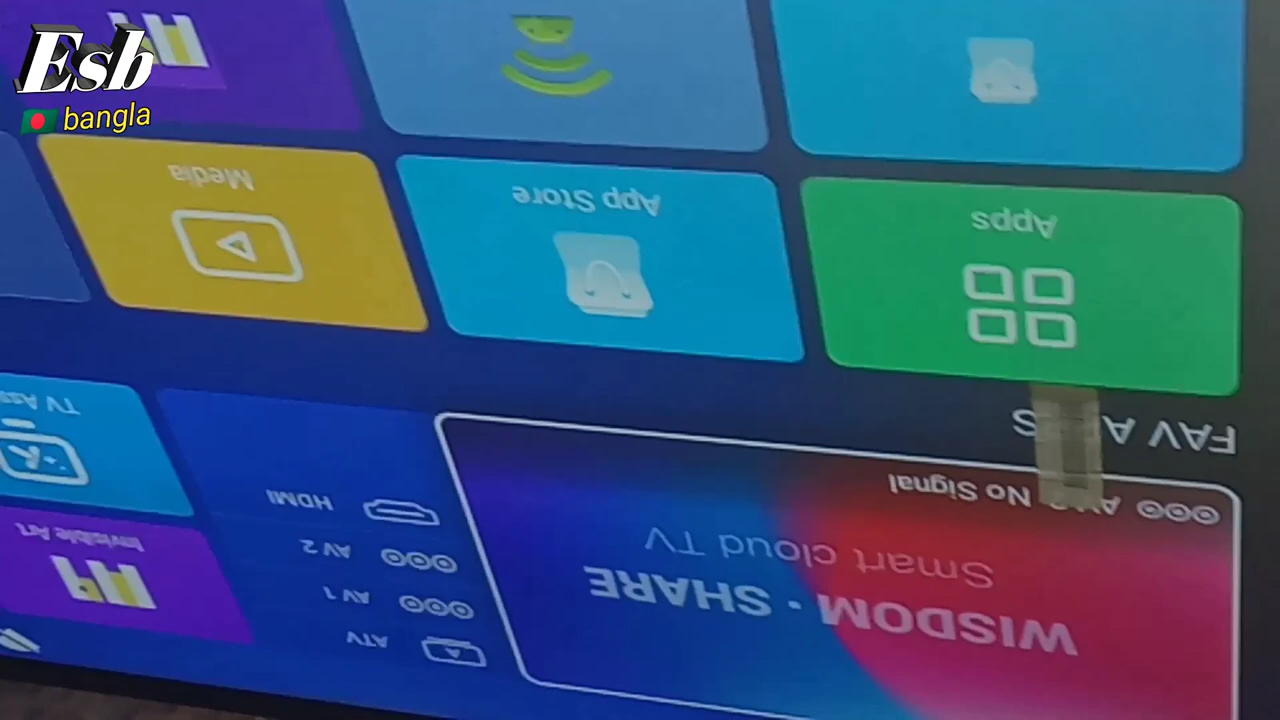 Esb
bangla
WISDOM · SHARE
Smart cloud TV
No Signal
ATV
AV 1
AV 2
HDMI
Invisible Art
FAV
Apps
App Store
Media